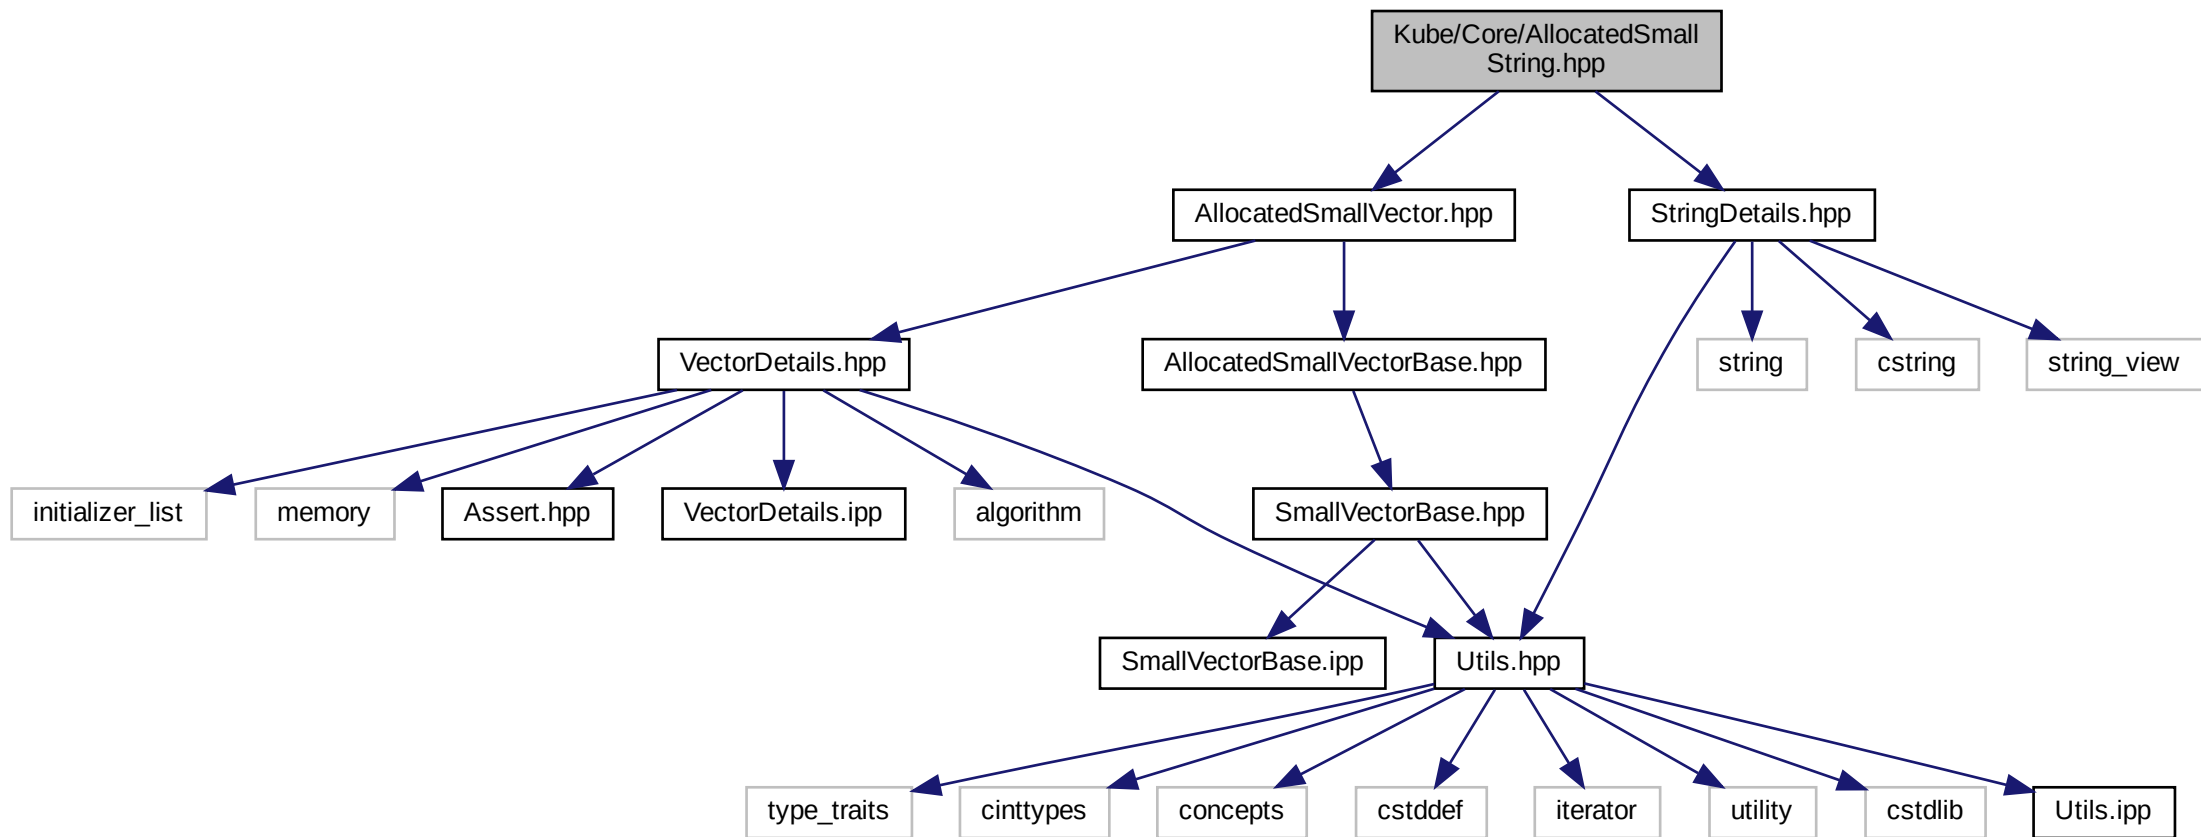 Kube/Core/AllocatedSmall
String.hpp
AllocatedSmallVector.hpp
StringDetails.hpp
VectorDetails.hpp
AllocatedSmallVectorBase.hpp
string
cstring
string_view
initializer_list
memory
Assert.hpp
VectorDetails.ipp
algorithm
SmallVectorBase.hpp
SmallVectorBase.ipp
Utils.hpp
type_traits
cinttypes
concepts
cstddef
iterator
utility
cstdlib
Utils.ipp